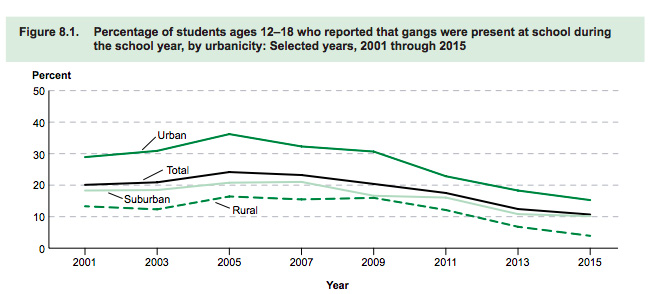 Figure 8.1. Percentage of students ages 12–18 who reported that gangs were present at school during
the school year, by urbanicity: Selected years, 2001 through 2015
Percent
50
40
30
20
10
0
Urban
Total
Suburban
Rural
2001 2003 2005 2007 2009 2011 2013 2015
Year